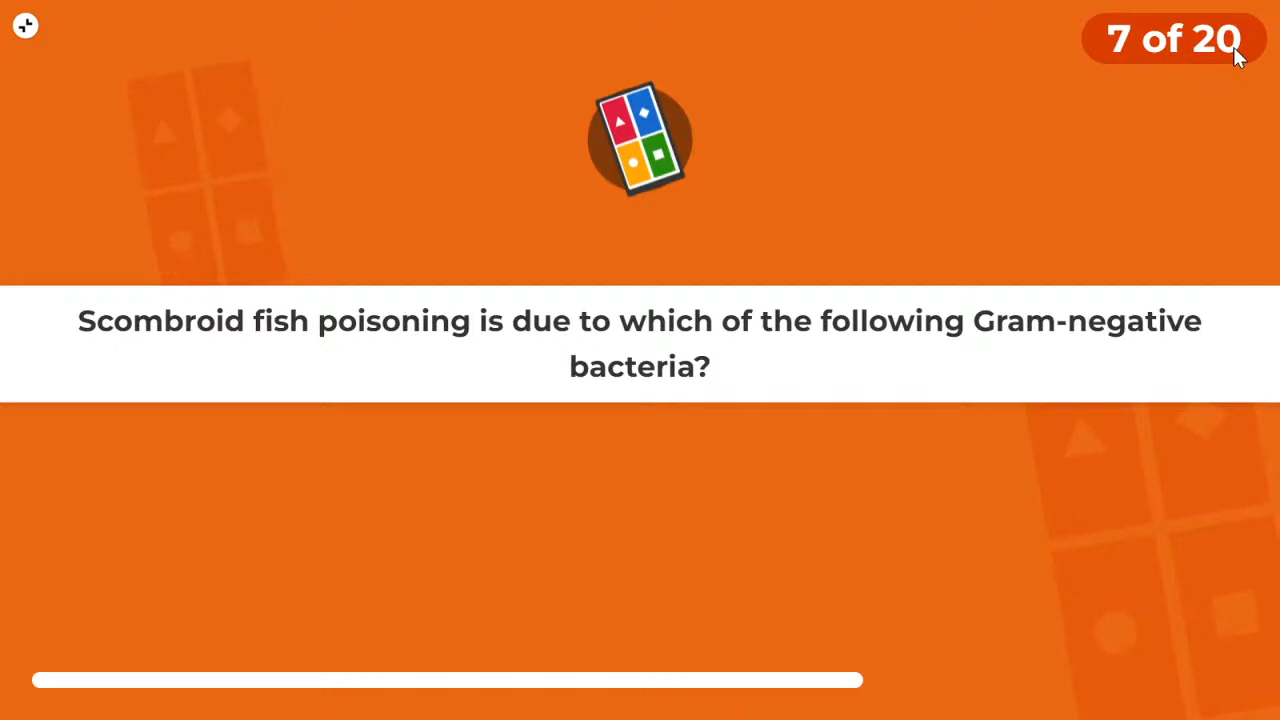 7 of 20
Scombroid fish poisoning is due to which of the following Gram-negative
bacteria?